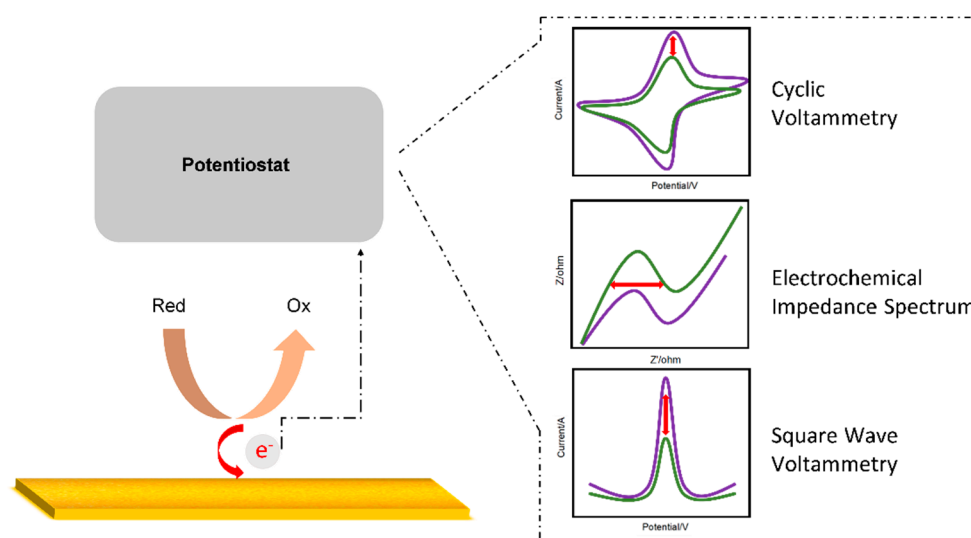 Potentiostat
Red
Ox
e⁻
Current/A
Potential/V
Cyclic
Voltammetry
Z/ohm
Z'/ohm
Electrochemical
Impedance Spectrum
Current/A
Potential/V
Square Wave
Voltammetry